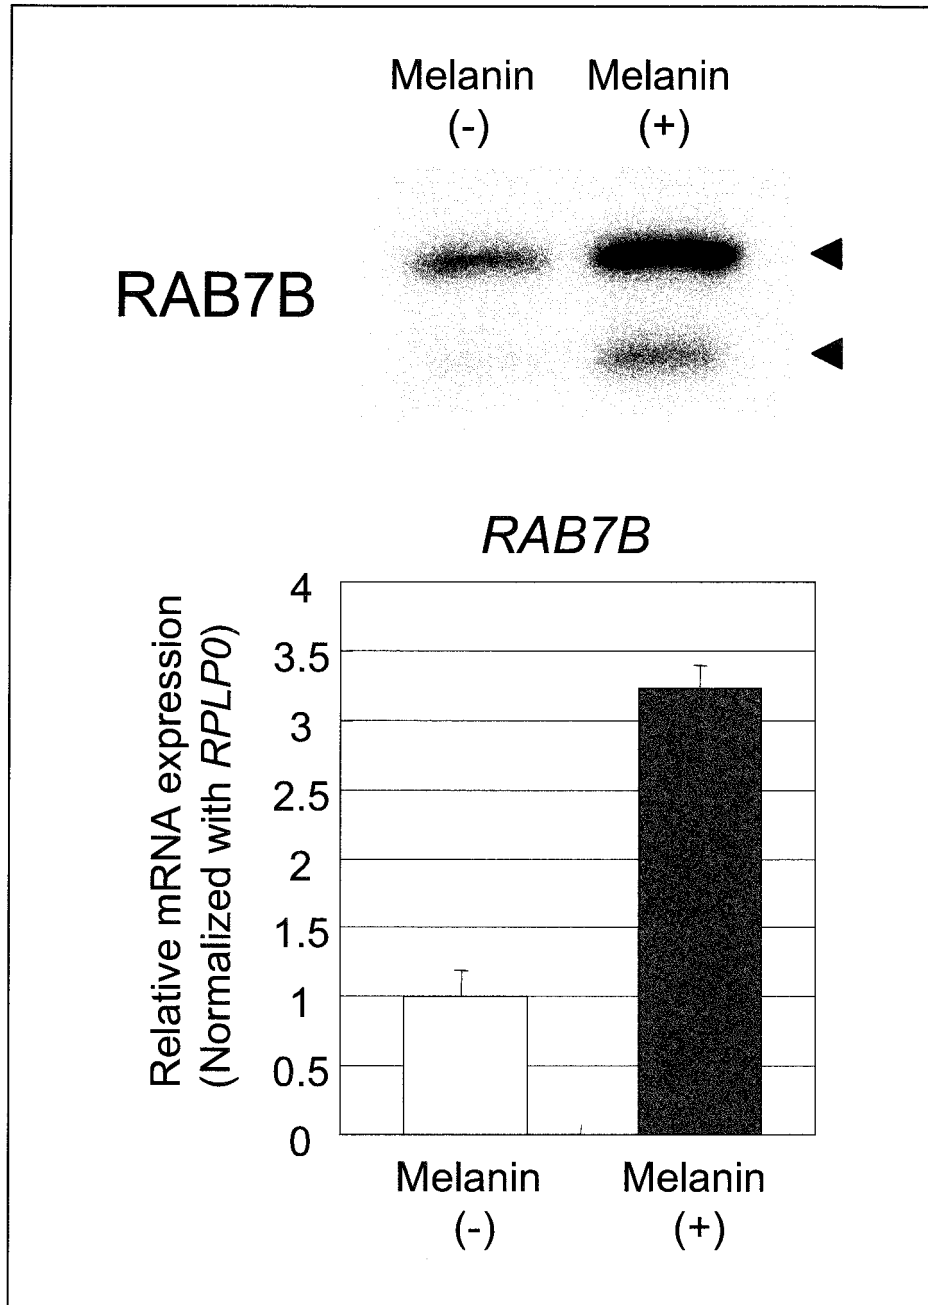 Melanin Melanin
(-) (+)
RAB7B
RAB7B
Relative mRNA expression
(Normalized with RPLP0)
4
3.5
3
2.5
2
1.5
1
0.5
0
Melanin Melanin
(-) (+)